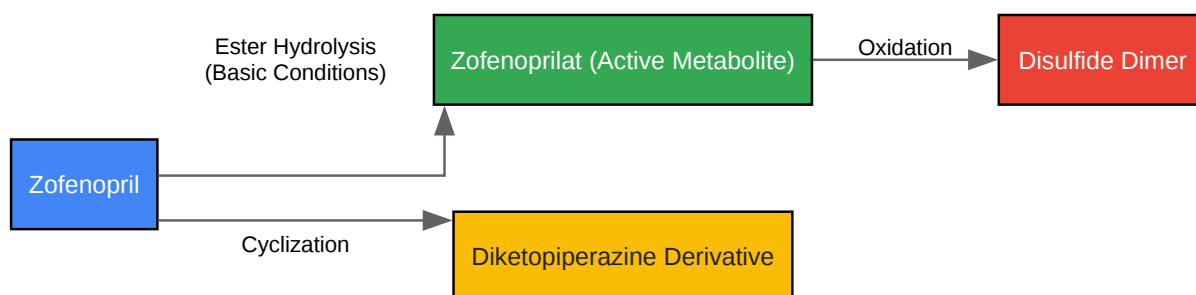 Ester Hydrolysis
(Basic Conditions)
Zofenoprilat (Active Metabolite)
Oxidation
Disulfide Dimer
Zofenopril
Cyclization
Diketopiperazine Derivative